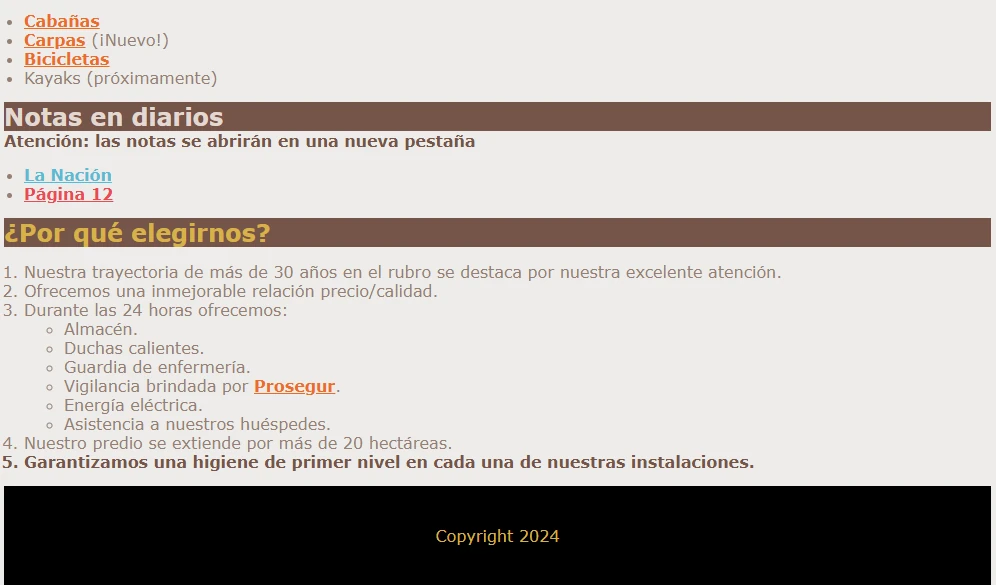 • Cabañas
• Carpas (¡Nuevo!)
• Bicicletas
• Kayaks (próximamente)
Notas en diarios
Atención: las notas se abrirán en una nueva pestaña
• La Nación
• Página 12
¿Por qué elegirnos?
1. Nuestra trayectoria de más de 30 años en el rubro se destaca por nuestra excelente atención.
2. Ofrecemos una inmejorable relación precio/calidad.
3. Durante las 24 horas ofrecemos:
◦ Almacén.
◦ Duchas calientes.
◦ Guardia de enfermería.
◦ Vigilancia brindada por Prosegur.
◦ Energía eléctrica.
◦ Asistencia a nuestros huéspedes.
4. Nuestro predio se extiende por más de 20 hectáreas.
5. Garantizamos una higiene de primer nivel en cada una de nuestras instalaciones.
Copyright 2024